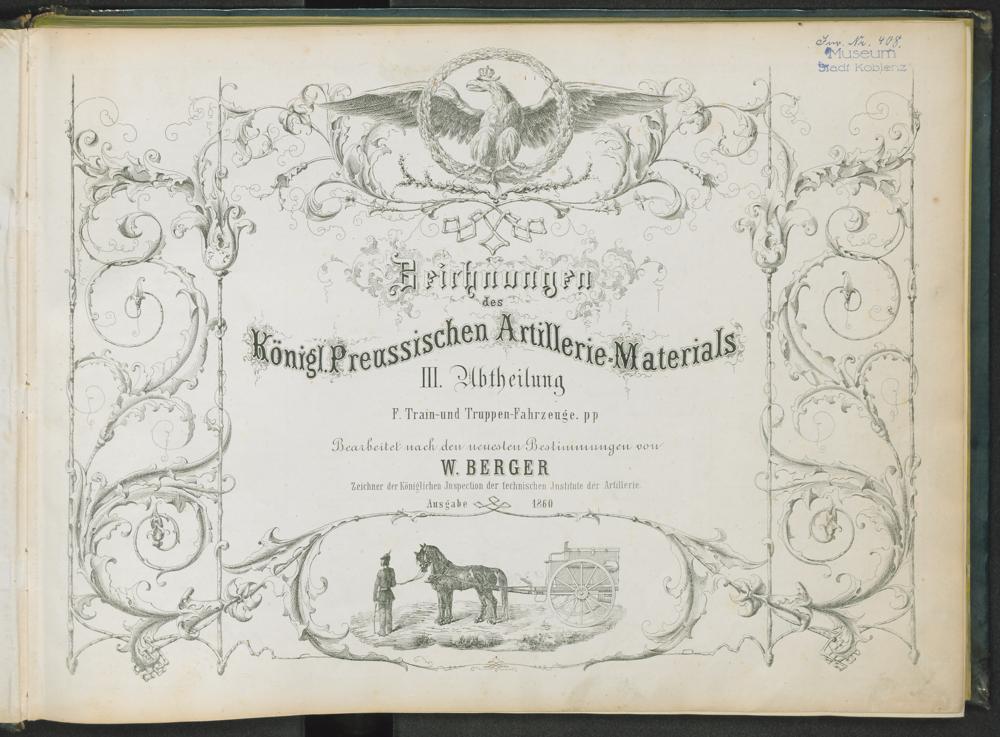 Inv. Nr. 408.
Museum
Stadt Koblenz
Zeichnungen
des
Königl. Preussischen Artillerie-Materials
III. Abtheilung
F. Train-und Truppen-Fahrzeuge. pp
Bearbeitet nach den neuesten Bestimmungen von
W. BERGER
Zeichner der Königlichen Inspection der technischen Institute der Artillerie.
Ausgabe 1860